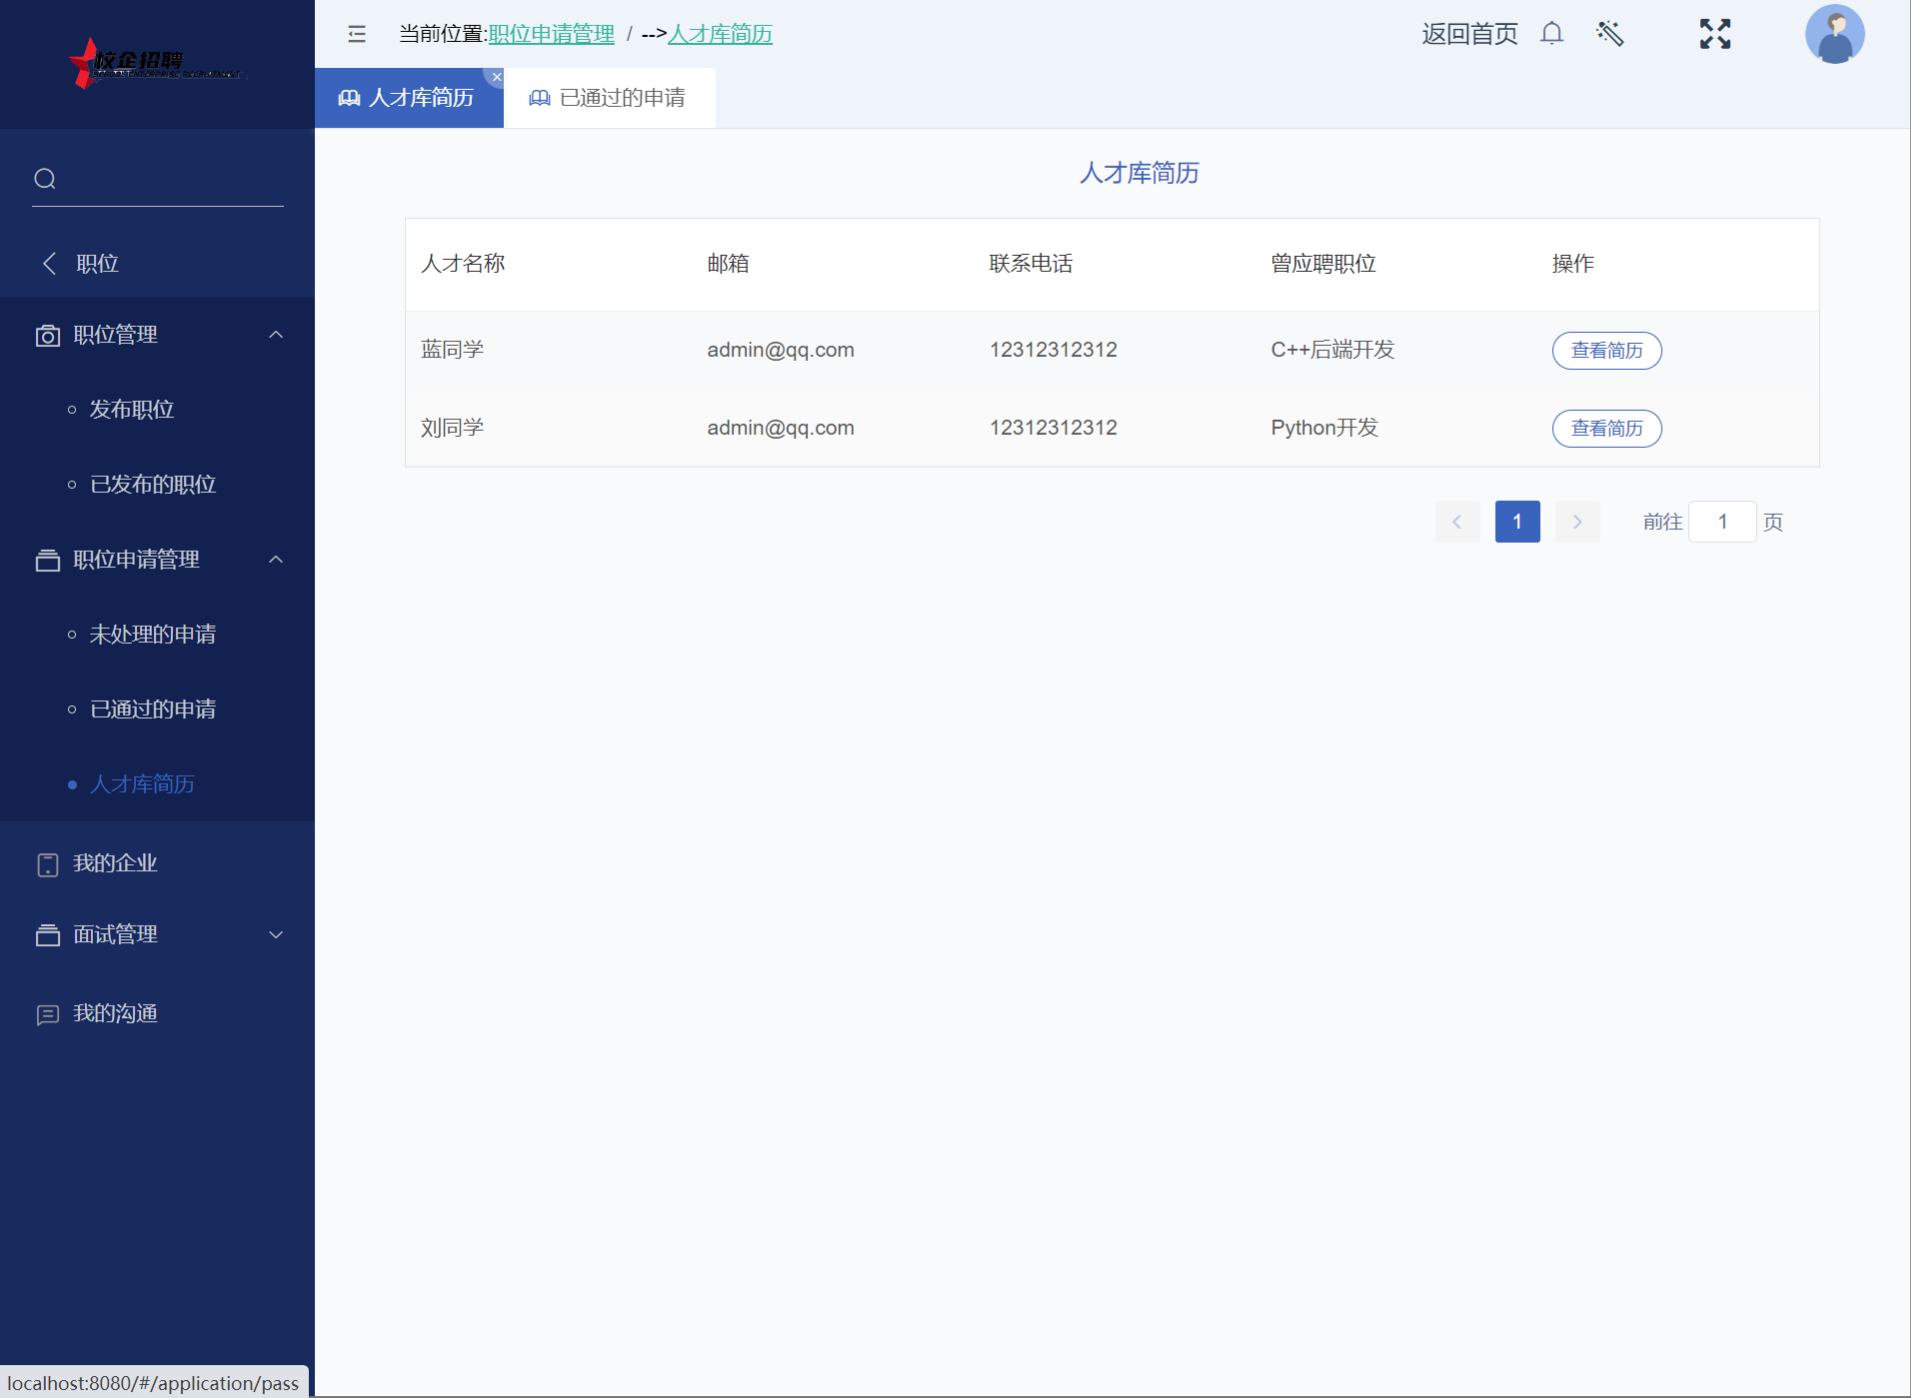 校企招聘
职位
职位管理
发布职位
已发布的职位
职位申请管理
未处理的申请
已通过的申请
人才库简历
我的企业
面试管理
我的沟通
localhost:8080/#/application/pass
当前位置:职位申请管理 / -->人才库简历
返回首页
人才库简历
已通过的申请
人才库简历
人才名称 邮箱 联系电话 曾应聘职位 操作
蓝同学 admin@qq.com 12312312312 C++后端开发 查看简历
刘同学 admin@qq.com 12312312312 Python开发 查看简历
1 前往 1 页